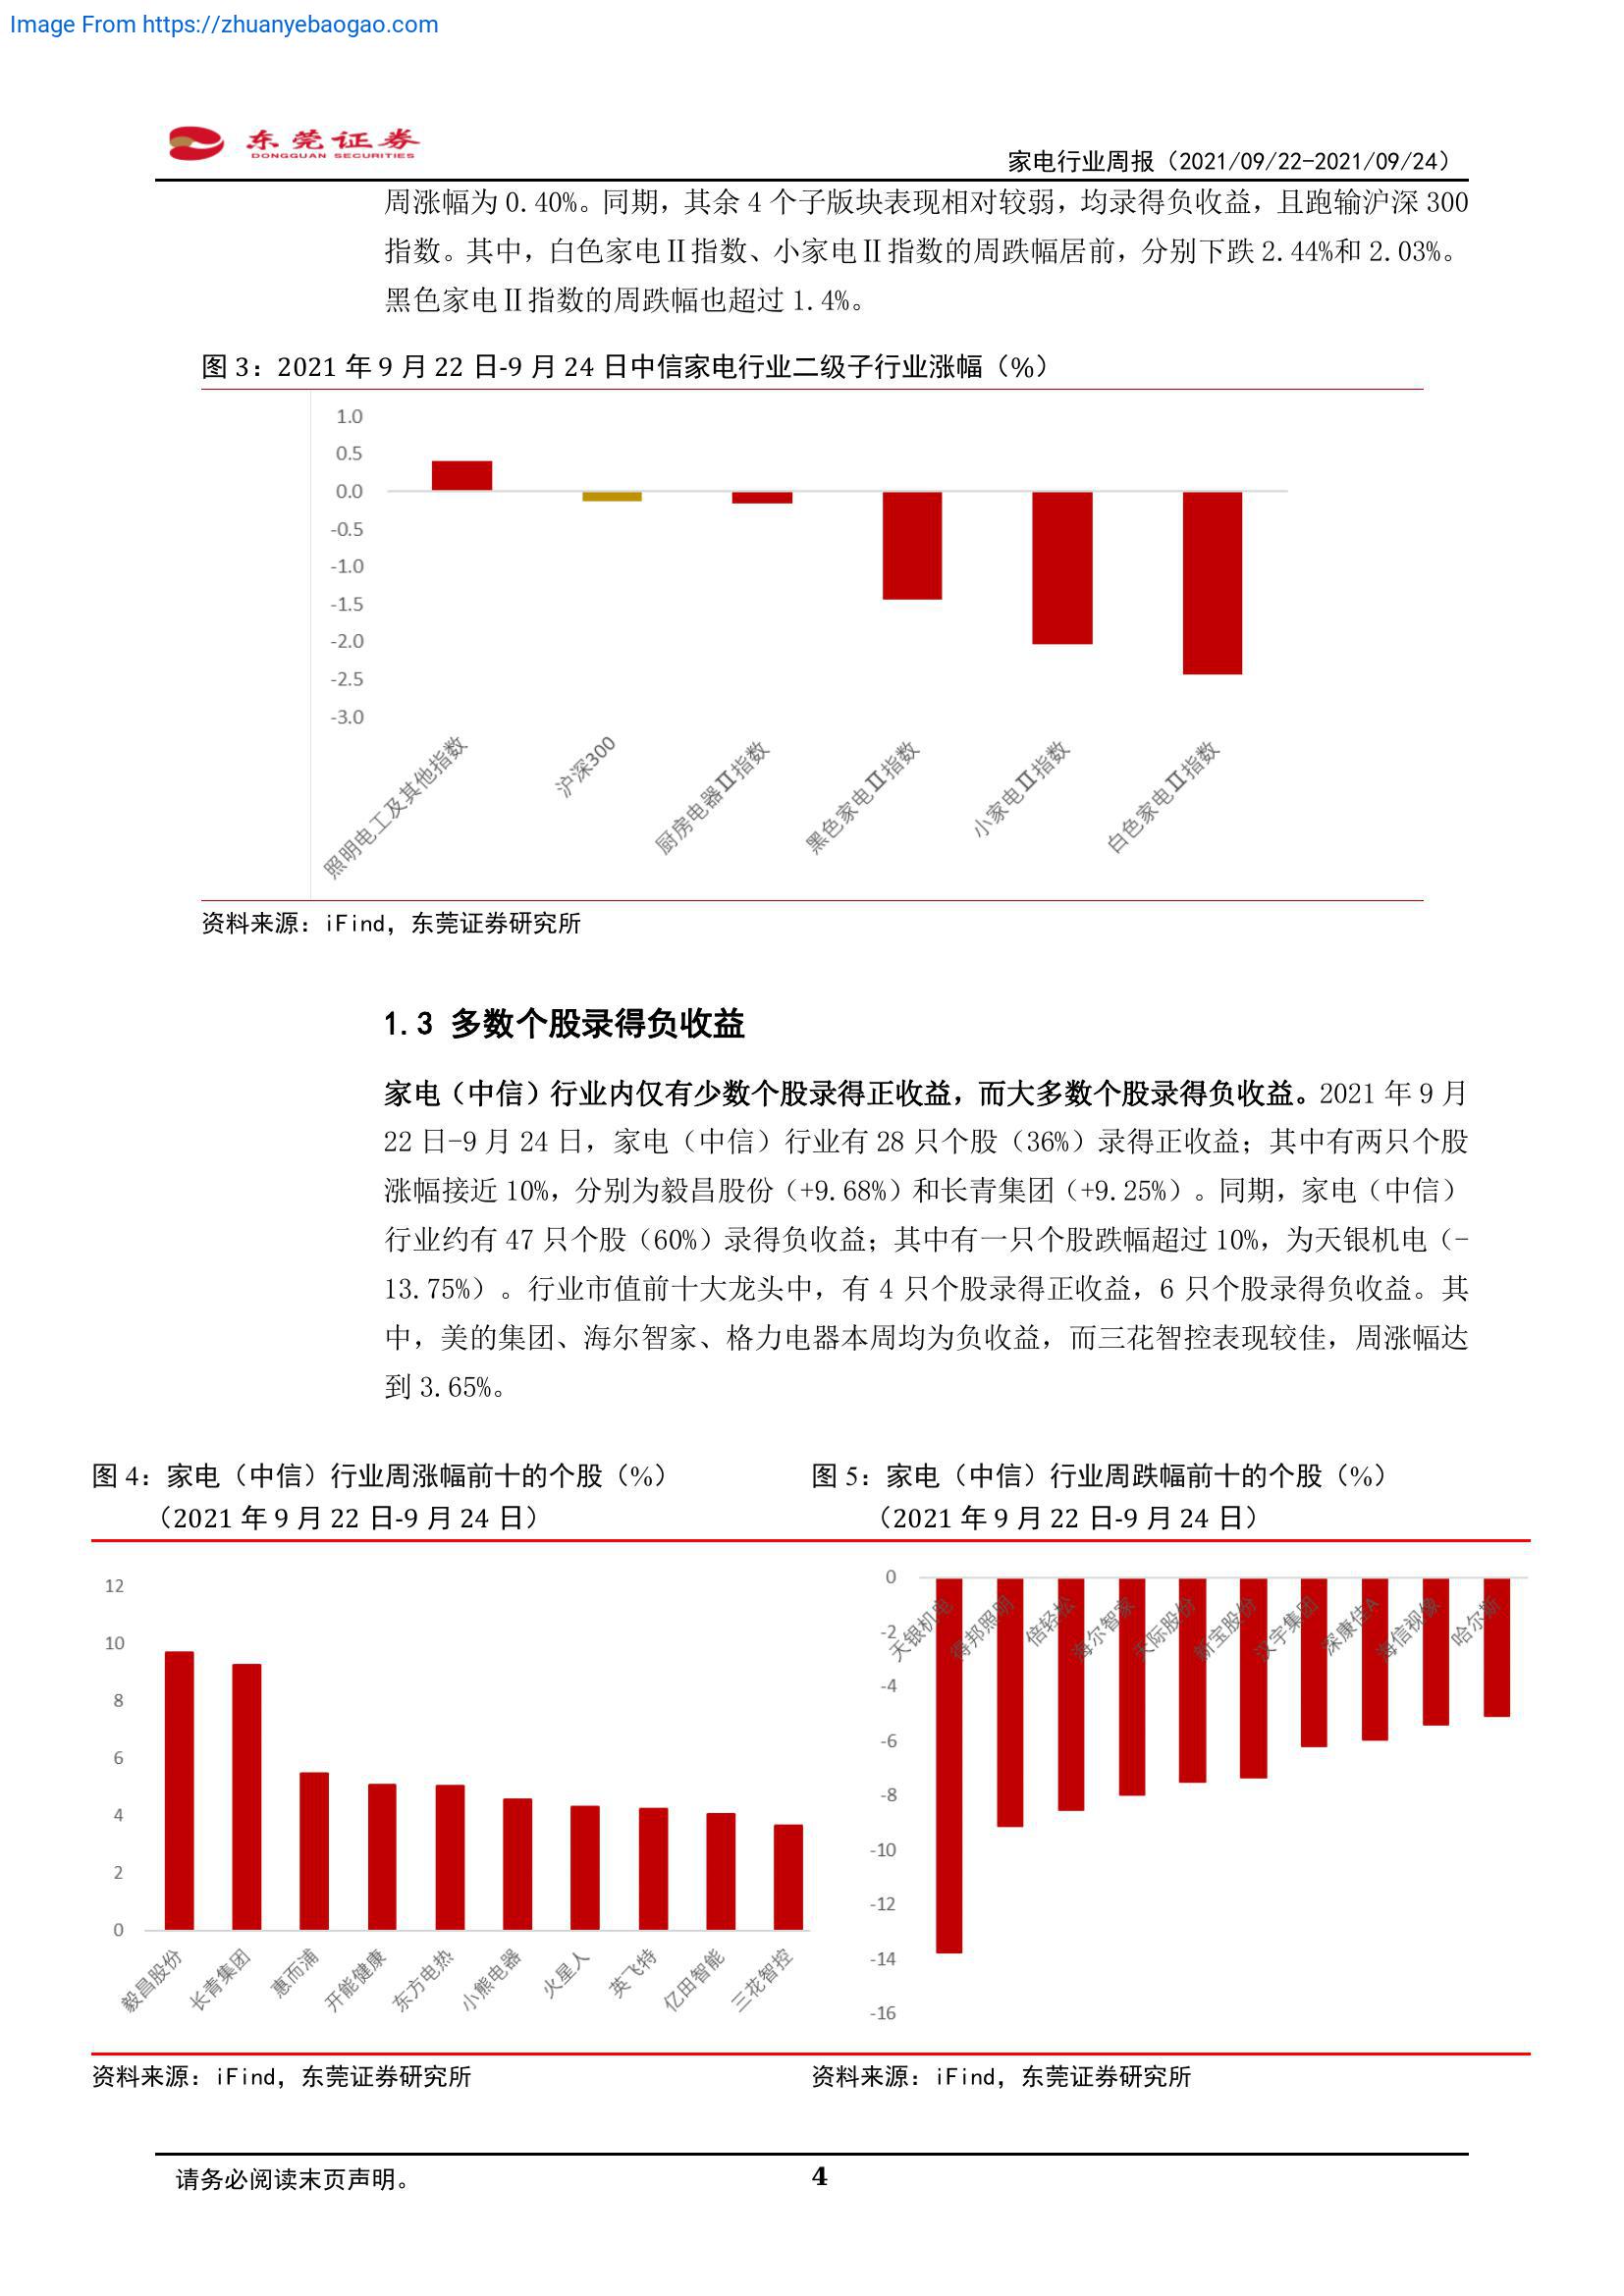 Image From https://zhuanyebaogao.com
东莞证券
DONGGUAN SECURITIES
家电行业周报（2021/09/22-2021/09/24）
周涨幅为 0.40%。同期，其余 4 个子版块表现相对较弱，均录得负收益，且跑输沪深 300
指数。其中，白色家电Ⅱ指数、小家电Ⅱ指数的周跌幅居前，分别下跌 2.44%和 2.03%。
黑色家电Ⅱ指数的周跌幅也超过 1.4%。
图 3：2021 年 9 月 22 日-9 月 24 日中信家电行业二级子行业涨幅（%）
1.0
0.5
0.0
-0.5
-1.0
-1.5
-2.0
-2.5
-3.0
照明电工及其他指数
沪深300
厨房电器Ⅱ指数
黑色家电Ⅱ指数
小家电Ⅱ指数
白色家电Ⅱ指数
资料来源：iFind，东莞证券研究所
1.3 多数个股录得负收益
家电（中信）行业内仅有少数个股录得正收益，而大多数个股录得负收益。2021 年 9 月
22 日-9 月 24 日，家电（中信）行业有 28 只个股（36%）录得正收益；其中有两只个股
涨幅接近 10%，分别为毅昌股份（+9.68%）和长青集团（+9.25%）。同期，家电（中信）
行业约有 47 只个股（60%）录得负收益；其中有一只个股跌幅超过 10%，为天银机电（-
13.75%）。行业市值前十大龙头中，有 4 只个股录得正收益，6 只个股录得负收益。其
中，美的集团、海尔智家、格力电器本周均为负收益，而三花智控表现较佳，周涨幅达
到 3.65%。
图 4：家电（中信）行业周涨幅前十的个股（%）
（2021 年 9 月 22 日-9 月 24 日）
12
10
8
6
4
2
0
毅昌股份
长青集团
惠而浦
开能健康
东方电热
小熊电器
火星人
英飞特
亿田智能
三花智控
资料来源：iFind，东莞证券研究所
图 5：家电（中信）行业周跌幅前十的个股（%）
（2021 年 9 月 22 日-9 月 24 日）
0
-2
-4
-6
-8
-10
-12
-14
-16
天银机电
得邦照明
倍轻松
海尔智家
天际股份
新宝股份
汉宇集团
深康佳A
海信视像
哈尔斯
资料来源：iFind，东莞证券研究所
请务必阅读末页声明。
4